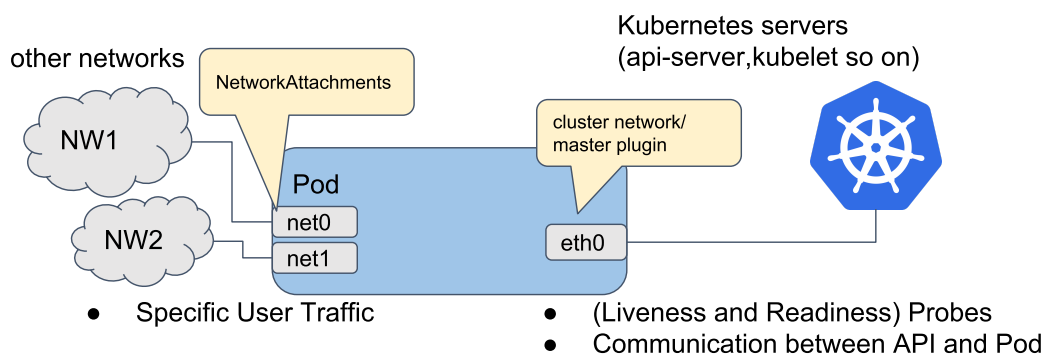 Kubernetes servers
(api-server,kubelet so on)
other networks
NetworkAttachments
cluster network/
master plugin
NW1
Pod
net0
NW2
net1
eth0
● Specific User Traffic
● (Liveness and Readiness) Probes
● Communication between API and Pod